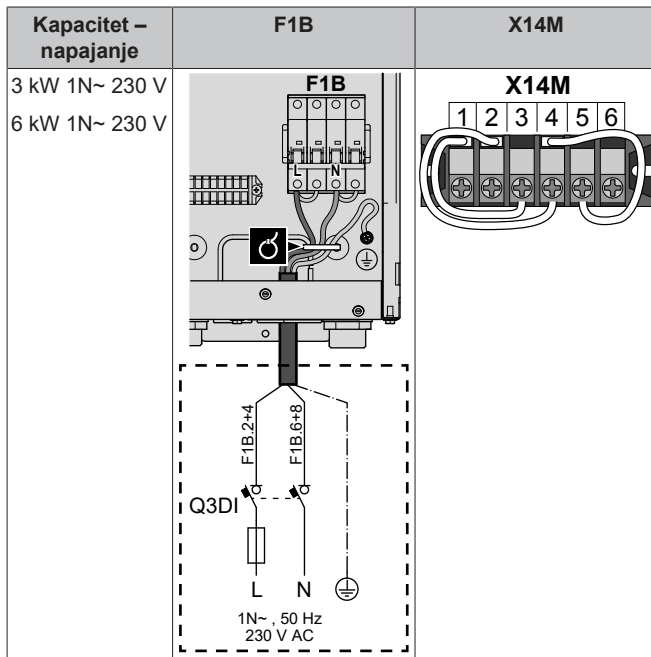 Kapacitet –
napajanje
F1B
X14M
3 kW 1N~ 230 V
6 kW 1N~ 230 V
F1B
L N
X14M
1 2 3 4 5 6
F1B.2+4
F1B.6+8
Q3DI
L N
1N~ , 50 Hz
230 V AC